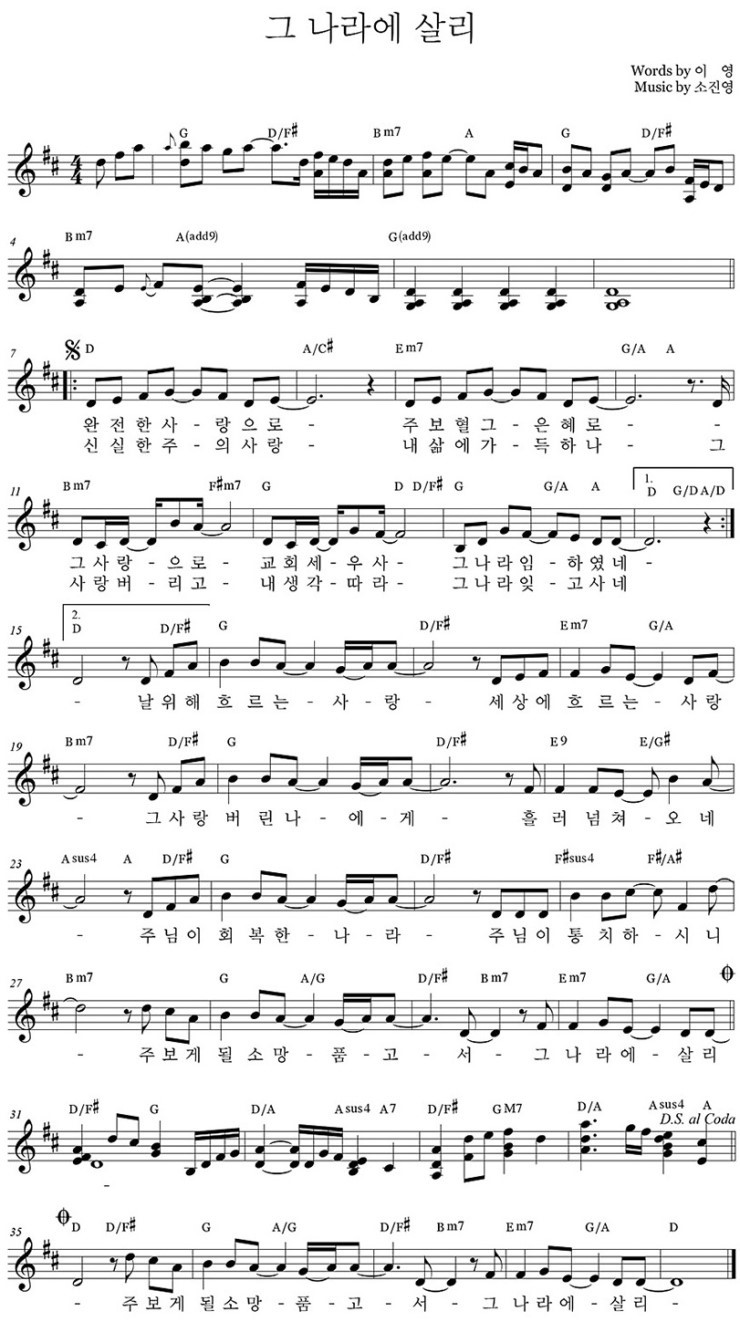 그 나라에 살리
Words by 이 영
Music by 소진영
G D/F# Bm7 A G D/F#
4
4
4
Bm7 A(add9) G(add9)
7
D A/C# Em7 G/A A
완 전 한 사 - 랑 으 로 - 주 보 혈 그 - 은 혜 로 -
신 실 한 주 - 의 사 랑 - 내 삶 에 가 - 득 하 나 - 그
11
1.
Bm7 F#m7 G D D/F# G G/A A D G/D A/D
그 사 랑 - 으 로 - 교 회 세 - 우 사 - 그 나 라 임 - 하 였 네 -
사 랑 버 - 리 고 - 내 생 각 - 따 라 - 그 나 라 잊 - 고 사 네
15
2.
D D/F# G D/F# Em7 G/A
- 날 위 해 흐 르 는 - 사 - 랑 - 세 상 에 흐 르 는 - 사 랑
19
Bm7 D/F# G D/F# E9 E/G#
- 그 사 랑 버 린 나 - 에 - 게 - 흘 러 넘 쳐 - 오 네
23
Asus4 A D/F# G D/F# F#sus4 F#/A#
- 주 님 이 회 복 한 - 나 - 라 - 주 님 이 통 치 하 - 시 니
27
Bm7 G A/G D/F# Bm7 Em7 G/A
- 주 보 게 될 소 망 - 품 - 고 - 서 - 그 나 라 에 - 살 리
31
D/F# G D/A Asus4 A7 D/F# GM7 D/A Asus4 A
D.S. al Coda
-
35
D D/F# G A/G D/F# Bm7 Em7 G/A D
- 주 보 게 될 소 망 - 품 - 고 - 서 - 그 나 라 에 - 살 리 -